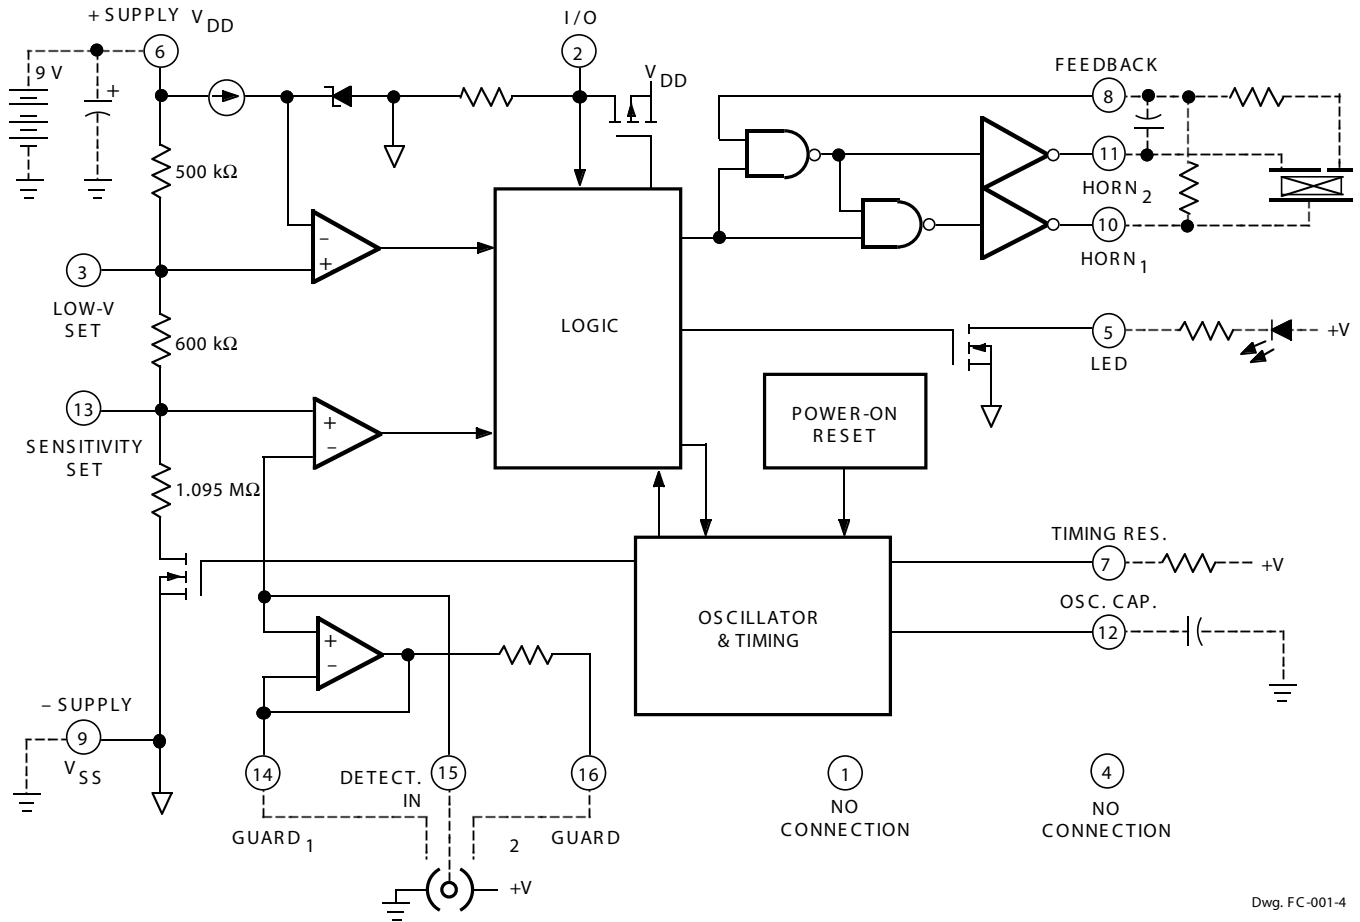 + SUPPLY V DD
6
9 V
+
I/O
2
V DD
FEEDBACK
8
11
HORN 2
10
HORN 1
500 kΩ
−
+
3
LOW-V
SET
600 kΩ
LOGIC
5
LED
+V
13
SENSITIVITY
SET
+
−
1.095 MΩ
POWER-ON
RESET
TIMING RES.
7
+V
OSC. CAP.
12
OSCILLATOR
& TIMING
+
−
− SUPPLY
9
V SS
14
GUARD 1
DETECT.
IN
15
16
2 GUARD
+V
1
NO
CONNECTION
4
NO
CONNECTION
Dwg. FC-001-4